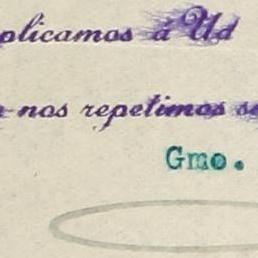 plicamos á Ud
nos repetimos
Gmo.